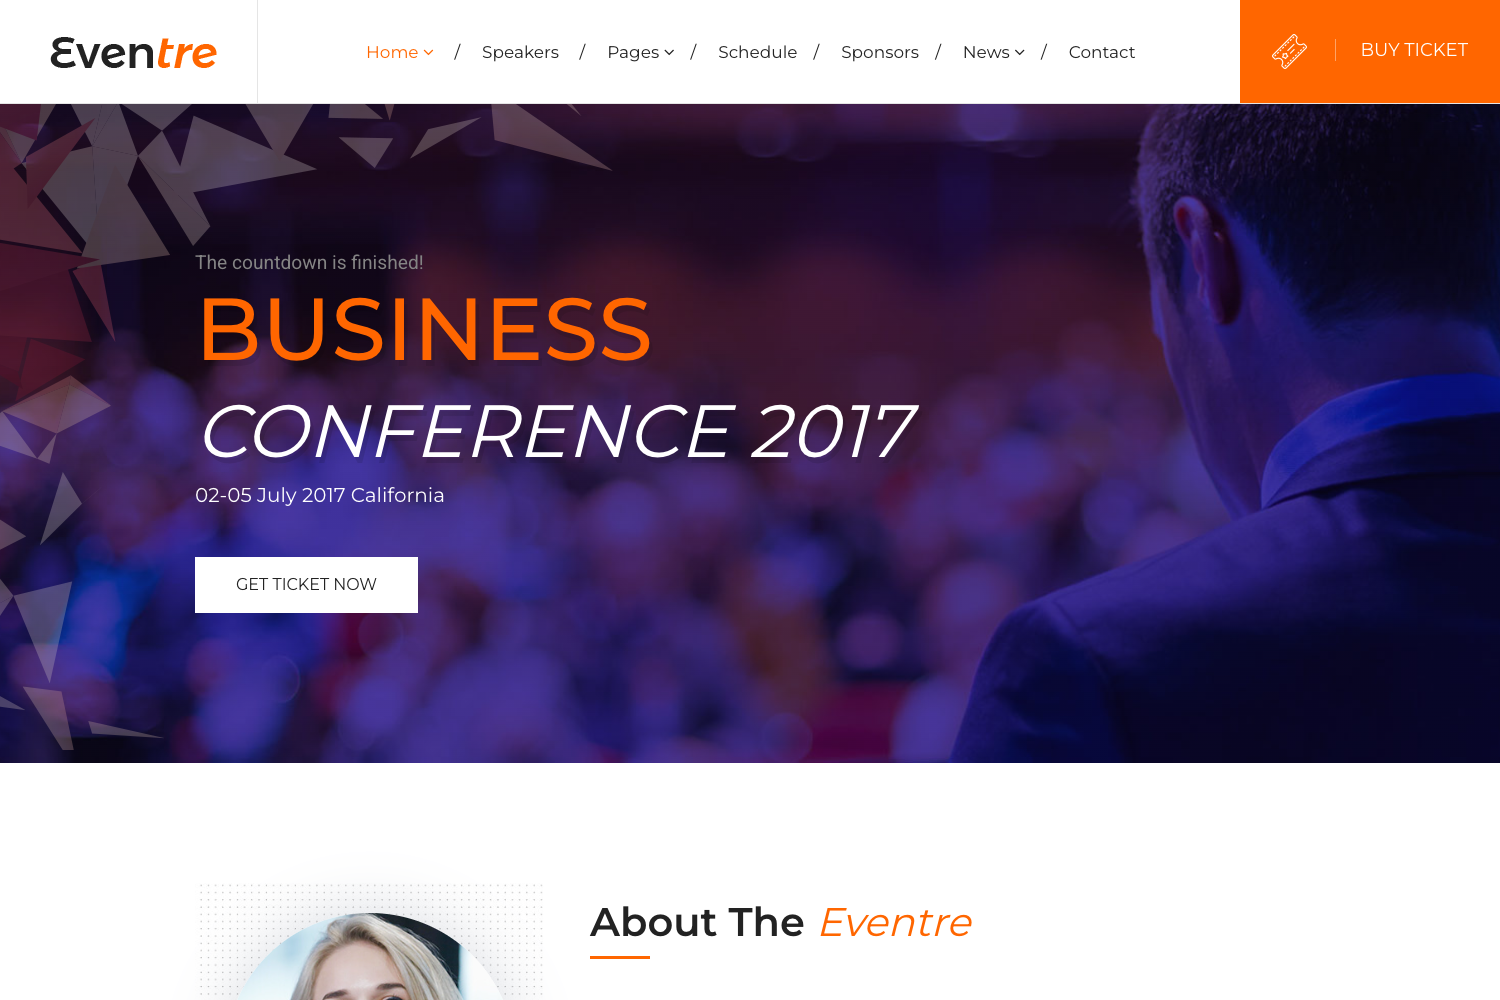 Eventre
Home / Speakers / Pages / Schedule / Sponsors / News / Contact
BUY TICKET
The countdown is finished!
BUSINESS
CONFERENCE 2017
02-05 July 2017 California
GET TICKET NOW
About The Eventre